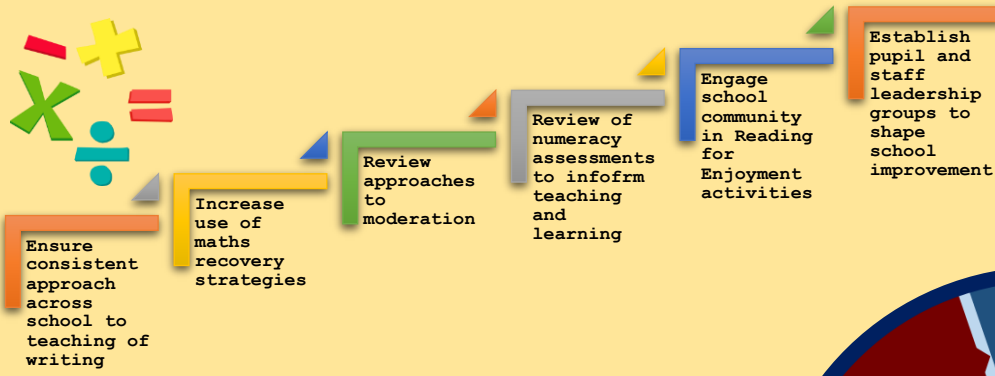 Ensure
consistent
approach
across
school to
teaching of
writing
Increase
use of
maths
recovery
strategies
Review
approaches
to
moderation
Review of
numeracy
assessments
to infofrm
teaching
and
learning
Engage
school
community
in Reading
for
Enjoyment
activities
Establish
pupil and
staff
leadership
groups to
shape
school
improvement